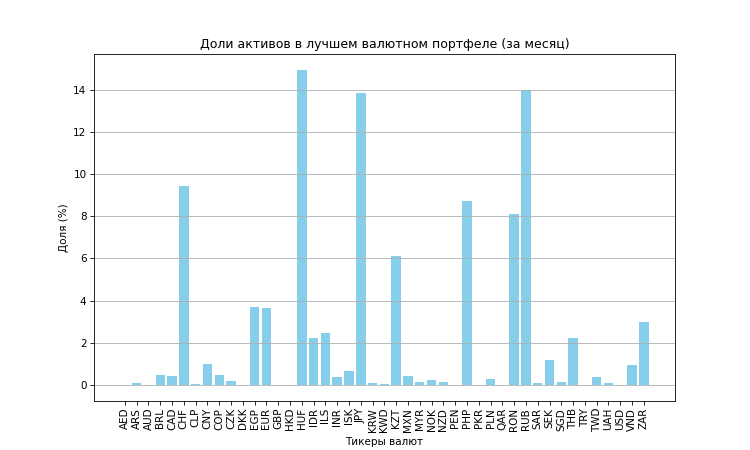 Доли активов в лучшем валютном портфеле (за месяц)
Доля (%)
14
12
10
8
6
4
2
0
AED ARS AUD BRL CAD CHF CLP CNY COP CZK DKK EGP EUR GBP HKD HUF IDR ILS INR ISK JPY KRW KWD KZT MXN MYR NOK NZD PEN PHP PKR PLN QAR RON RUB SAR SEK SGD THB TRY TWD UAH USD VND ZAR
Тикеры валют